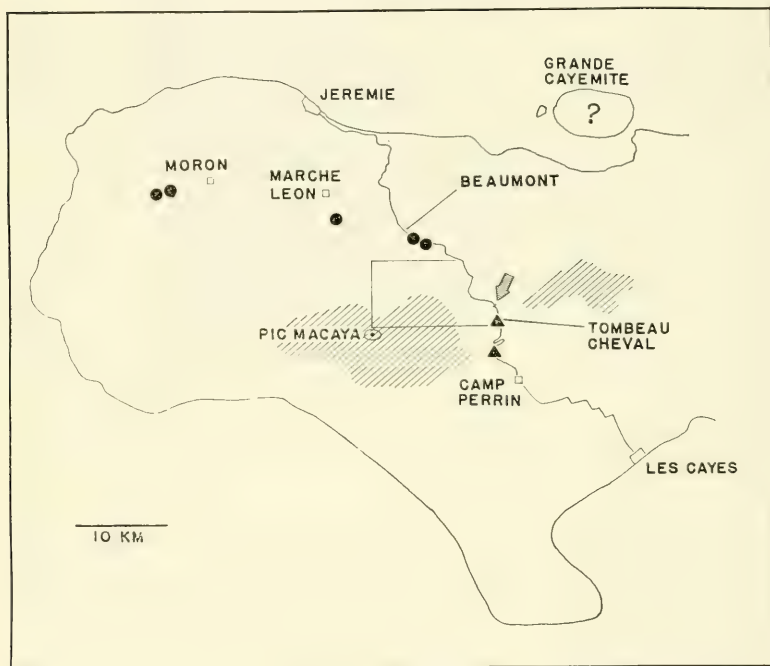 GRANDE
CAYEMITE
?
JEREMIE
MORON
MARCHE
LEON
BEAUMONT
PIC MACAYA
TOMBEAU
CHEVAL
CAMP
PERRIN
LES CAYES
10 KM